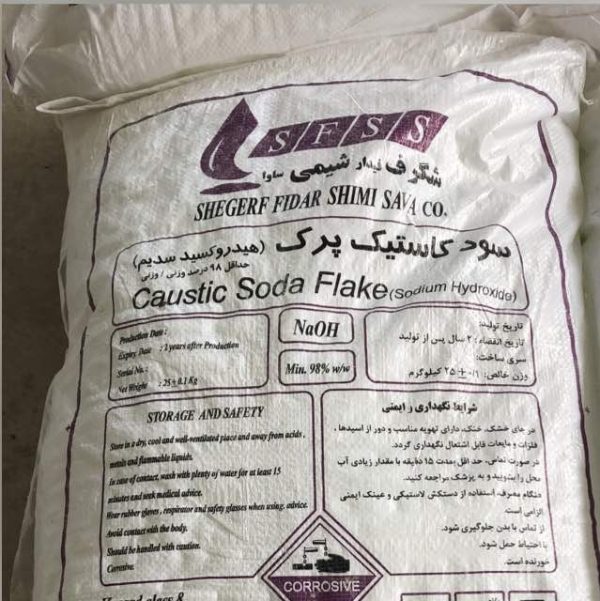 SFSS
شگرف فیدار شیمی ساوا
SHEGERF FIDAR SHIMI SAVA CO.
سود کاستیک پرک (هیدروکسید سدیم)
حداقل ۹۸ درصد وزنی / وزنی
Caustic Soda Flake (Sodium Hydroxide)
Production Date :
Expiry Date : 2 years after Production
Serial No. :
Net Weight : 25 ± 0.1 Kg
NaOH
Min. 98% w/w
تاریخ تولید:
تاریخ انقضاء: ۲ سال پس از تولید
سری ساخت:
وزن خالص: ۰/۱ ± ۲۵ کیلوگرم
STORAGE AND SAFETY
Store in a dry, cool and well-ventilated place and away from acids,
metals and flammable liquids.
In case of contact, wash with plenty of water for at least 15
minutes and seek medical advice.
Wear rubber gloves, respirator and safety glasses when using. advice.
Avoid contact with the body.
Should be handled with caution.
Corrosive.
شرایط نگهداری و ایمنی
در جای خشک، خنک، دارای تهویه مناسب و دور از اسیدها،
فلزات و مایعات قابل اشتعال نگهداری گردد.
در صورت تماس، حداقل بمدت ۱۵ دقیقه با مقدار زیادی آب
محل را بشویید و به پزشک مراجعه کنید.
هنگام مصرف، استفاده از دستکش لاستیکی و عینک ایمنی
الزامی است.
از تماس با بدن جلوگیری شود.
با احتیاط حمل شود.
خورنده است.
CORROSIVE
Hazard class &